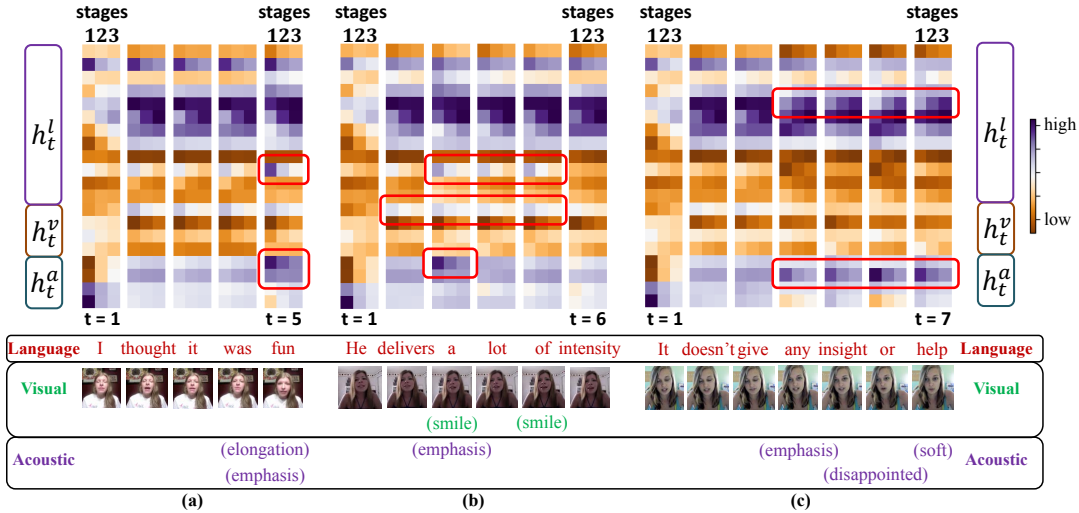 stages stages stages stages stages stages
123 123 123 123 123 123
h_t^l h_t^l
h_t^v h_t^v
h_t^a h_t^a
high
low
t = 1 t = 5 t = 1 t = 6 t = 1 t = 7
Language I thought it was fun He delivers a lot of intensity It doesn't give any insight or help Language
Visual Visual
(smile) (smile)
Acoustic (elongation) (emphasis) (emphasis) (soft) Acoustic
(emphasis) (disappointed)
(a) (b) (c)